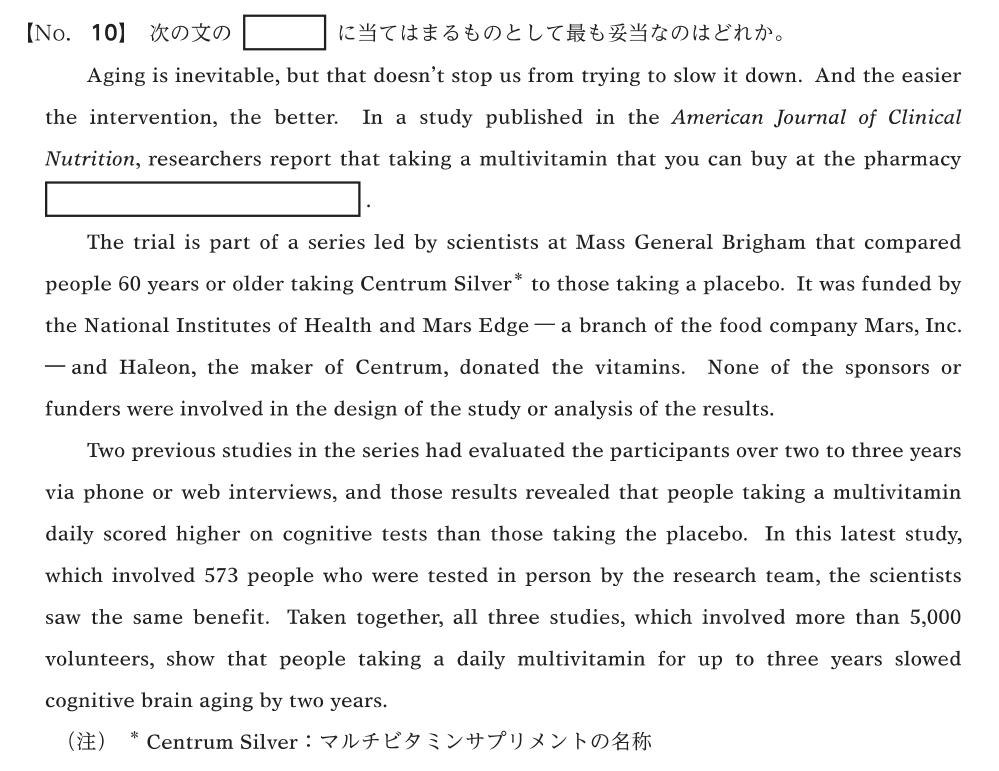 【No. 10】 次の文の に当てはまるものとして最も妥当なのはどれか。
Aging is inevitable, but that doesn’t stop us from trying to slow it down. And the easier
the intervention, the better. In a study published in the American Journal of Clinical
Nutrition, researchers report that taking a multivitamin that you can buy at the pharmacy
.
The trial is part of a series led by scientists at Mass General Brigham that compared
people 60 years or older taking Centrum Silver* to those taking a placebo. It was funded by
the National Institutes of Health and Mars Edge — a branch of the food company Mars, Inc.
— and Haleon, the maker of Centrum, donated the vitamins. None of the sponsors or
funders were involved in the design of the study or analysis of the results.
Two previous studies in the series had evaluated the participants over two to three years
via phone or web interviews, and those results revealed that people taking a multivitamin
daily scored higher on cognitive tests than those taking the placebo. In this latest study,
which involved 573 people who were tested in person by the research team, the scientists
saw the same benefit. Taken together, all three studies, which involved more than 5,000
volunteers, show that people taking a daily multivitamin for up to three years slowed
cognitive brain aging by two years.
（注） * Centrum Silver：マルチビタミンサプリメントの名称